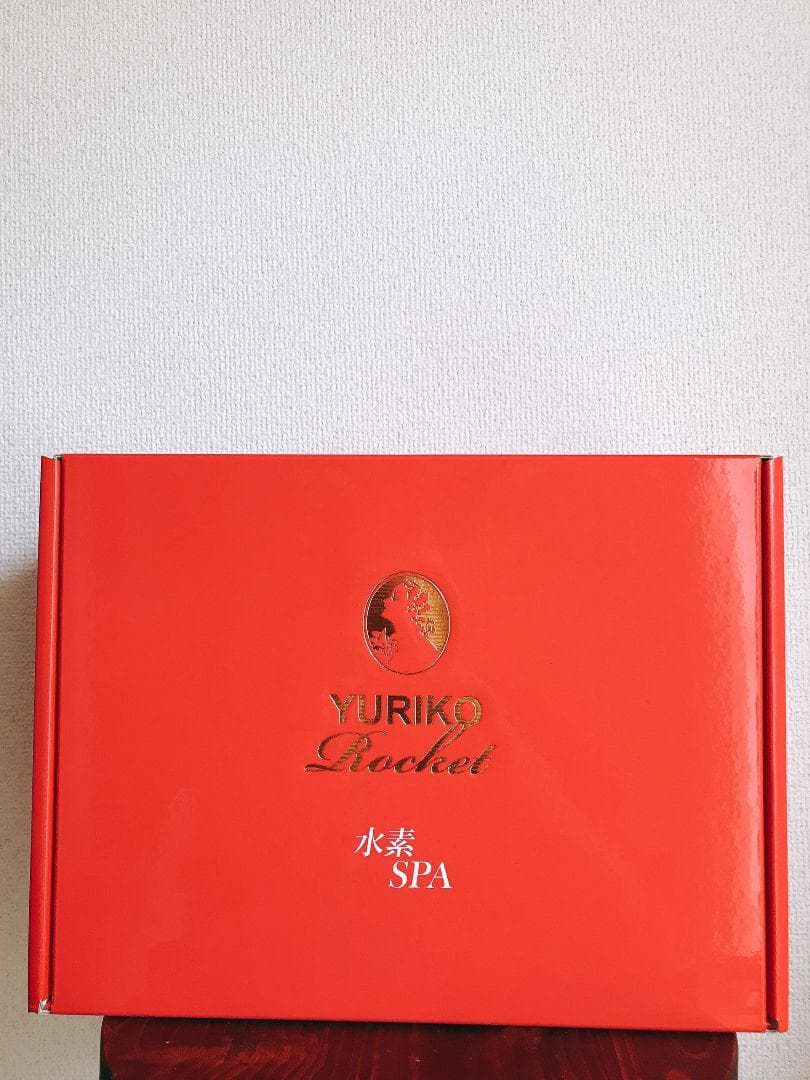 YURIKO
Rocket
水素
SPA